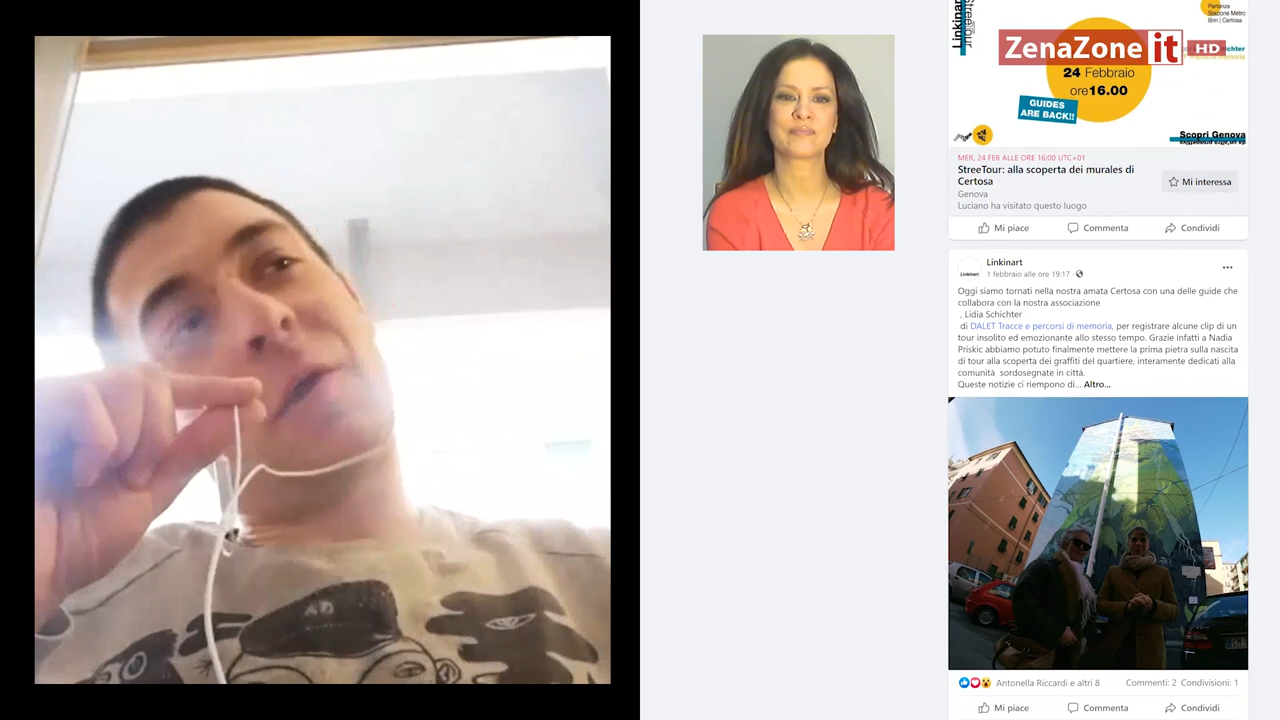 Linkinart
StreeTour
Partenza
Stazione Metro
Brin | Certosa
ZenaZone it HD
24 Febbraio
ore16.00
GUIDES
ARE BACK!!
Scopri Genova
MER, 24 FEB ALLE ORE 16:00 UTC+01
StreeTour: alla scoperta dei murales di
Certosa
Mi interessa
Genova
Luciano ha visitato questo luogo
Mi piace Commenta Condividi
Linkinart
Linkinart
1 febbraio alle ore 19:17 ·
Oggi siamo tornati nella nostra amata Certosa con una delle guide che
collabora con la nostra associazione
, Lidia Schichter
di DALET Tracce e percorsi di memoria, per registrare alcune clip di un
tour insolito ed emozionante allo stesso tempo. Grazie infatti a Nadia
Priskic abbiamo potuto finalmente mettere la prima pietra sulla nascita
di tour alla scoperta dei graffiti del quartiere, interamente dedicati alla
comunità sordosegnate in città.
Queste notizie ci riempono di... Altro...
Antonella Riccardi e altri 8 Commenti: 2 Condivisioni: 1
Mi piace Commenta Condividi